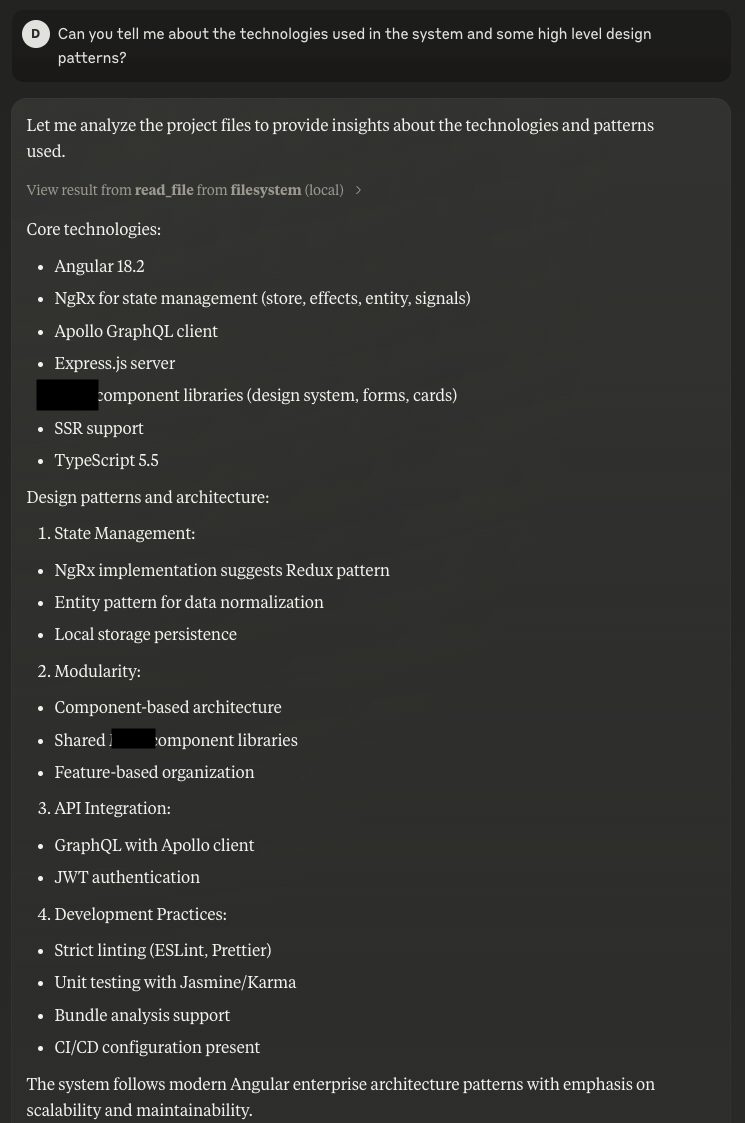 D
Can you tell me about the technologies used in the system and some high level design
patterns?
Let me analyze the project files to provide insights about the technologies and patterns
used.
View result from read_file from filesystem (local)
Core technologies:
• Angular 18.2
• NgRx for state management (store, effects, entity, signals)
• Apollo GraphQL client
• Express.js server
component libraries (design system, forms, cards)
• SSR support
• TypeScript 5.5
Design patterns and architecture:
1. State Management:
• NgRx implementation suggests Redux pattern
• Entity pattern for data normalization
• Local storage persistence
2. Modularity:
• Component-based architecture
• Shared component libraries
• Feature-based organization
3. API Integration:
• GraphQL with Apollo client
• JWT authentication
4. Development Practices:
• Strict linting (ESLint, Prettier)
• Unit testing with Jasmine/Karma
• Bundle analysis support
• CI/CD configuration present
The system follows modern Angular enterprise architecture patterns with emphasis on
scalability and maintainability.